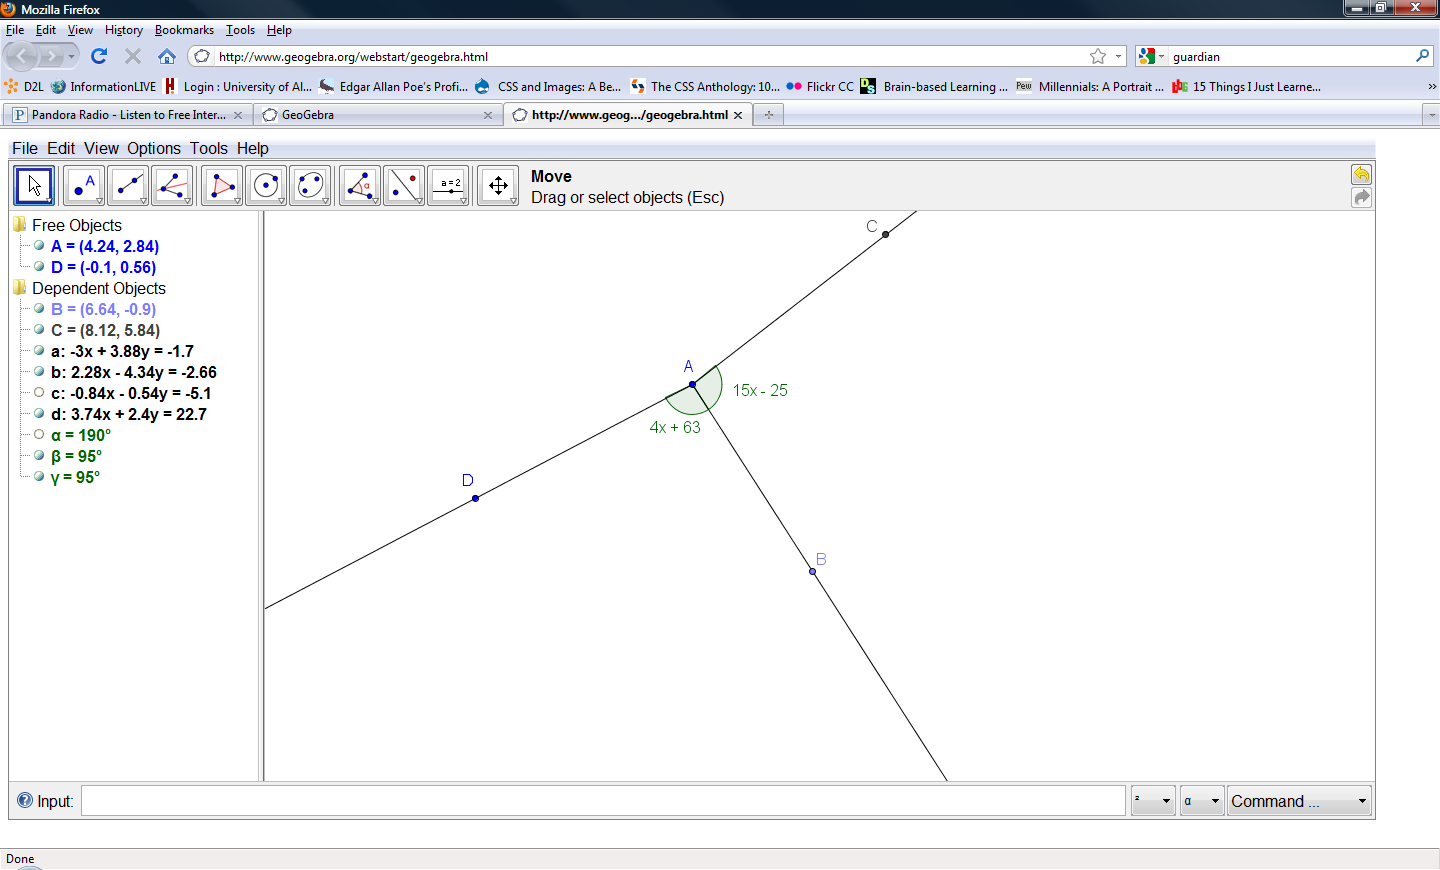 Mozilla Firefox
File Edit View History Bookmarks Tools Help
http://www.geogebra.org/webstart/geogebra.html guardian
D2L InformationLIVE Login : University of Al... Edgar Allan Poe's Profi... CSS and Images: A Be... The CSS Anthology: 10... Flickr CC Brain-based Learning ... Pew Millennials: A Portrait ... 15 Things I Just Learne... »
Pandora Radio - Listen to Free Inter... GeoGebra http://www.geog.../geogebra.html
File Edit View Options Tools Help
A α a=2
Move
Drag or select objects (Esc)
Free Objects
A = (4.24, 2.84)
D = (-0.1, 0.56)
Dependent Objects
B = (6.64, -0.9)
C = (8.12, 5.84)
a: -3x + 3.88y = -1.7
b: 2.28x - 4.34y = -2.66
c: -0.84x - 0.54y = -5.1
d: 3.74x + 2.4y = 22.7
α = 190°
β = 95°
γ = 95°
C
A
15x - 25
4x + 63
D
B
Input: ² α Command ...
Done